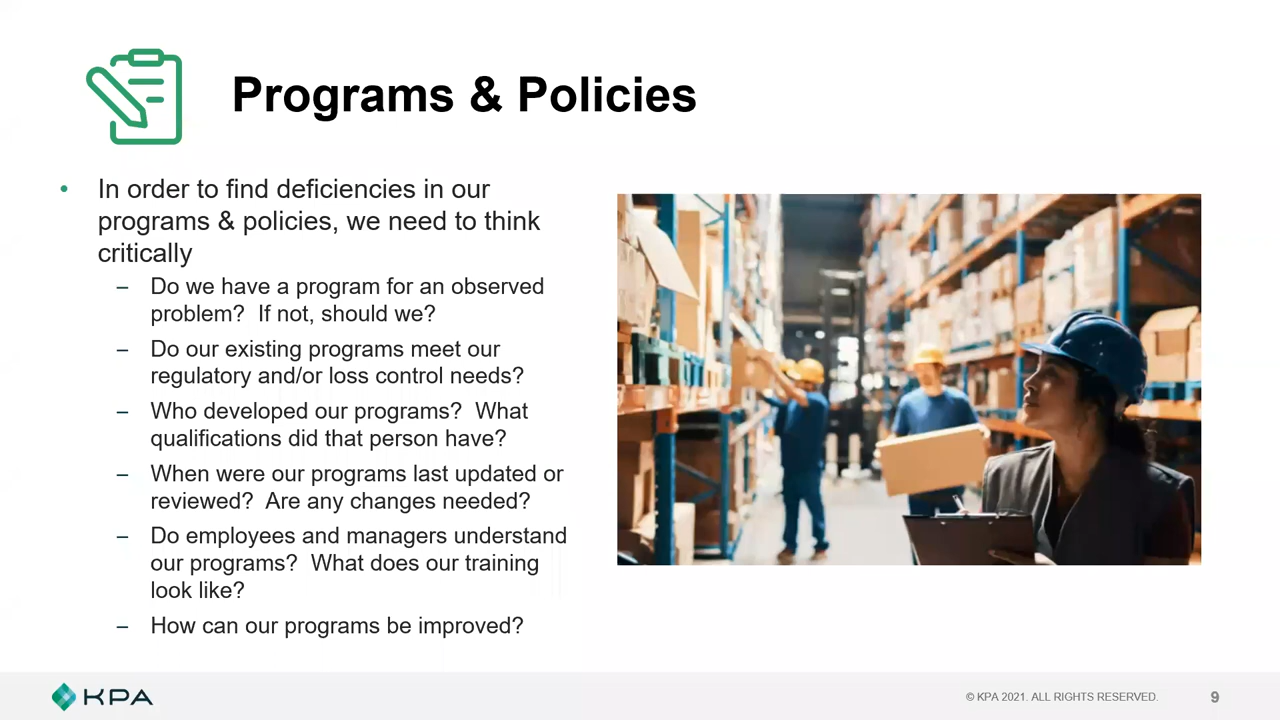 Programs & Policies
• In order to find deficiencies in our
programs & policies, we need to think
critically
– Do we have a program for an observed
problem?  If not, should we?
– Do our existing programs meet our
regulatory and/or loss control needs?
– Who developed our programs?  What
qualifications did that person have?
– When were our programs last updated or
reviewed?  Are any changes needed?
– Do employees and managers understand
our programs?  What does our training
look like?
– How can our programs be improved?
KPA
© KPA 2021. ALL RIGHTS RESERVED.
9